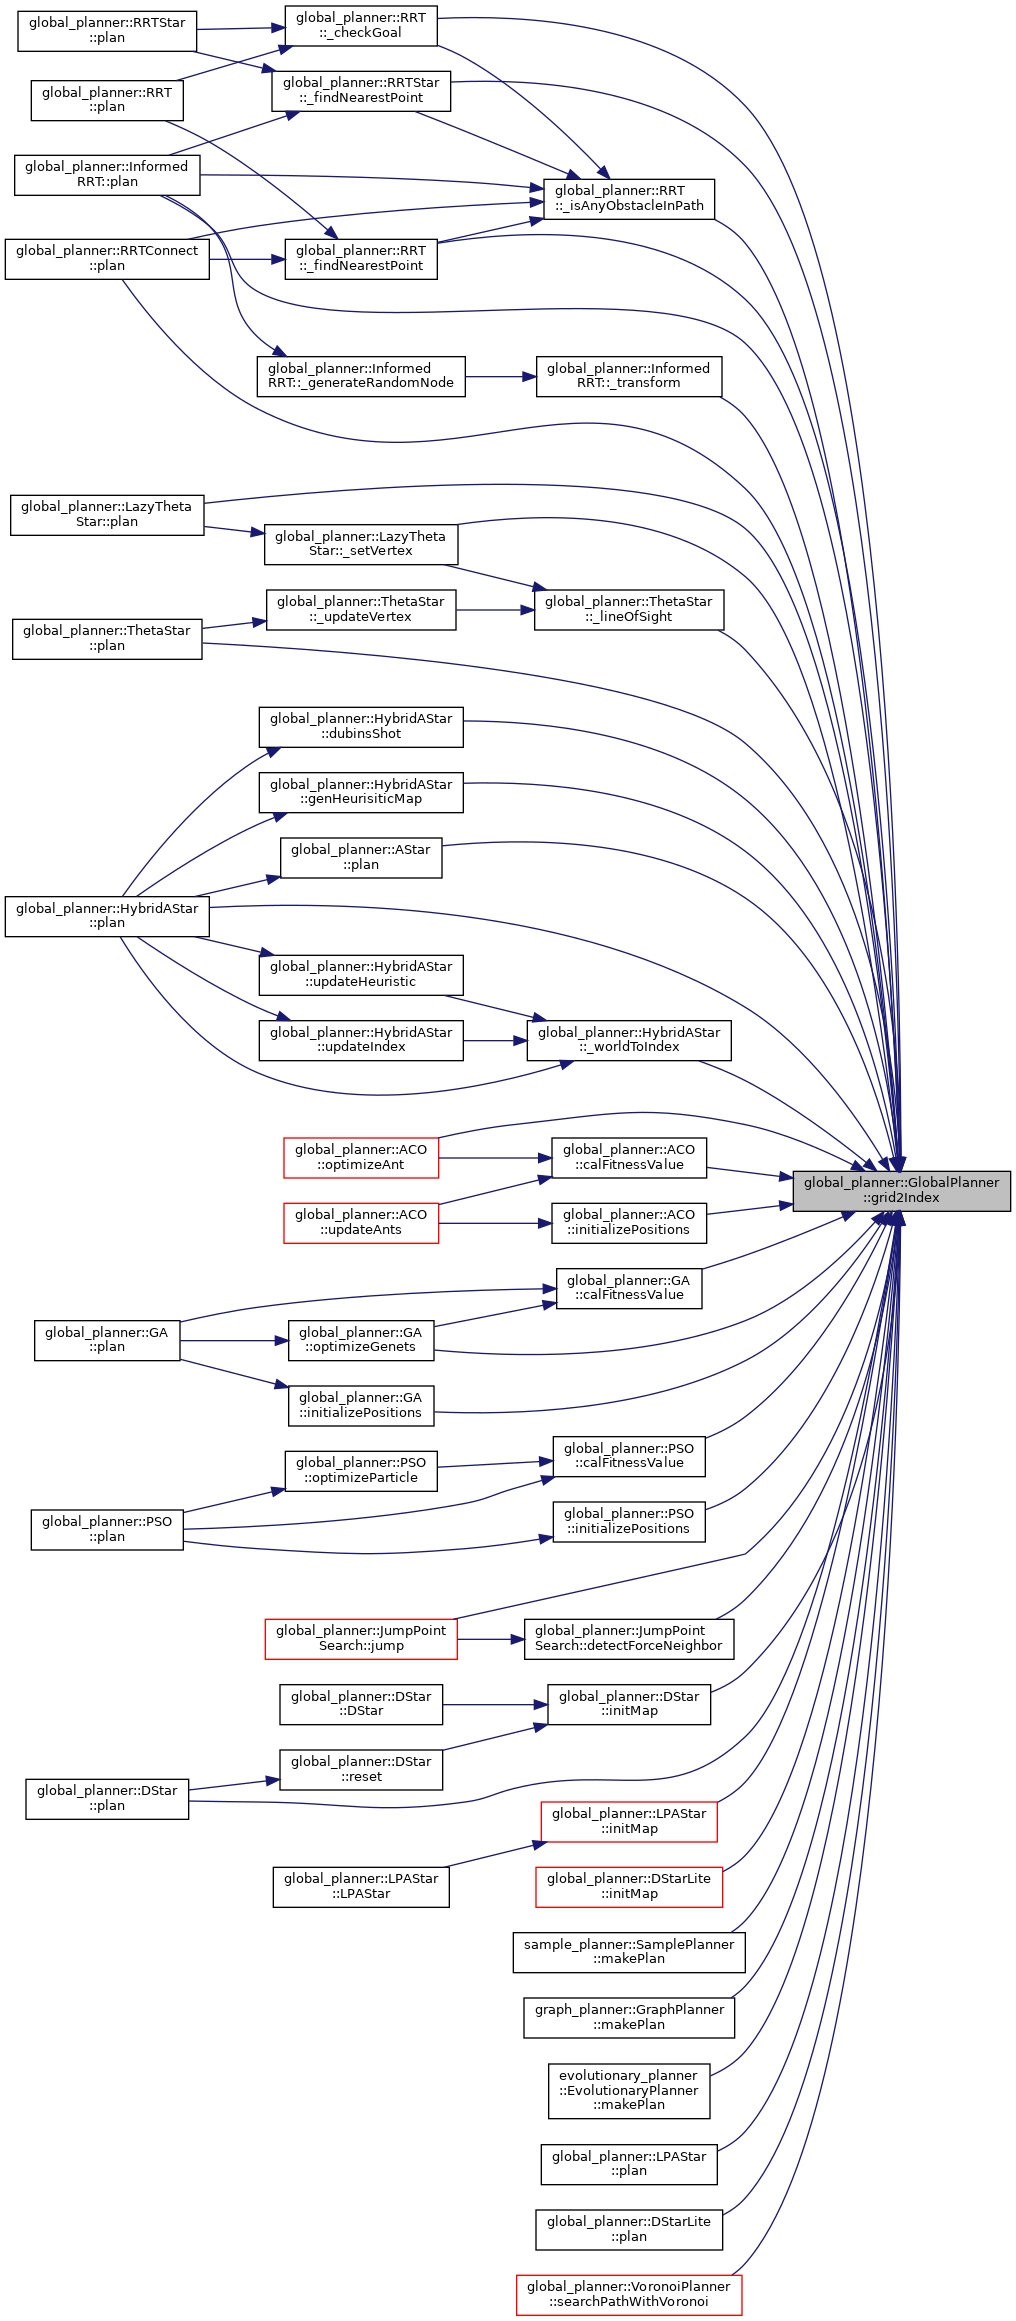 global_planner::RRTStar
::plan
global_planner::RRT
::_checkGoal
global_planner::RRT
::plan
global_planner::RRTStar
::_findNearestPoint
global_planner::Informed
RRT::plan
global_planner::RRT
::_isAnyObstacleInPath
global_planner::RRTConnect
::plan
global_planner::RRT
::_findNearestPoint
global_planner::Informed
RRT::_generateRandomNode
global_planner::Informed
RRT::_transform
global_planner::LazyTheta
Star::plan
global_planner::LazyTheta
Star::_setVertex
global_planner::ThetaStar
::_updateVertex
global_planner::ThetaStar
::_lineOfSight
global_planner::ThetaStar
::plan
global_planner::HybridAStar
::dubinsShot
global_planner::HybridAStar
::genHeurisiticMap
global_planner::AStar
::plan
global_planner::HybridAStar
::plan
global_planner::HybridAStar
::updateHeuristic
global_planner::HybridAStar
::updateIndex
global_planner::HybridAStar
::_worldToIndex
global_planner::ACO
::optimizeAnt
global_planner::ACO
::calFitnessValue
global_planner::GlobalPlanner
::grid2Index
global_planner::ACO
::updateAnts
global_planner::ACO
::initializePositions
global_planner::GA
::calFitnessValue
global_planner::GA
::plan
global_planner::GA
::optimizeGenets
global_planner::GA
::initializePositions
global_planner::PSO
::optimizeParticle
global_planner::PSO
::calFitnessValue
global_planner::PSO
::plan
global_planner::PSO
::initializePositions
global_planner::JumpPoint
Search::jump
global_planner::JumpPoint
Search::detectForceNeighbor
global_planner::DStar
::DStar
global_planner::DStar
::initMap
global_planner::DStar
::reset
global_planner::DStar
::plan
global_planner::LPAStar
::initMap
global_planner::LPAStar
::LPAStar
global_planner::DStarLite
::initMap
sample_planner::SamplePlanner
::makePlan
graph_planner::GraphPlanner
::makePlan
evolutionary_planner
::EvolutionaryPlanner
::makePlan
global_planner::LPAStar
::plan
global_planner::DStarLite
::plan
global_planner::VoronoiPlanner
::searchPathWithVoronoi